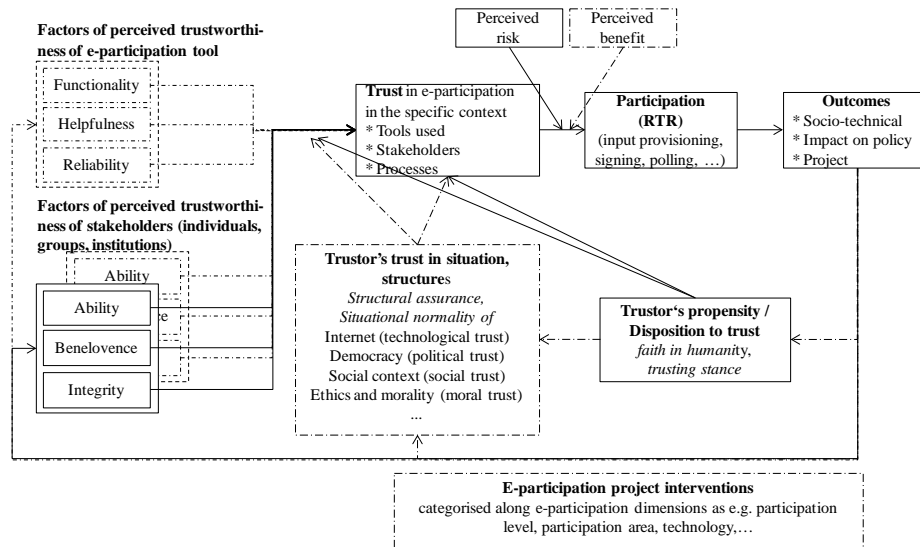 Factors of perceived trustworthi-
ness of e-participation tool
Functionality
Helpfulness
Reliability
Perceived
risk
Perceived
benefit
Trust in e-participation
in the specific context
* Tools used
* Stakeholders
* Processes
Participation
(RTR)
(input provisioning,
signing, polling, …)
Outcomes
* Socio-technical
* Impact on policy
* Project
Factors of perceived trustworthi-
ness of stakeholders (individuals,
groups, institutions)
Ability
Ability
Benelovence
Integrity
Trustor's trust in situation,
structures
Structural assurance,
Situational normality of
Internet (technological trust)
Democracy (political trust)
Social context (social trust)
Ethics and morality (moral trust)
...
Trustor‘s propensity /
Disposition to trust
faith in humanity,
trusting stance
E-participation project interventions
categorised along e-participation dimensions as e.g. participation
level, participation area, technology,…